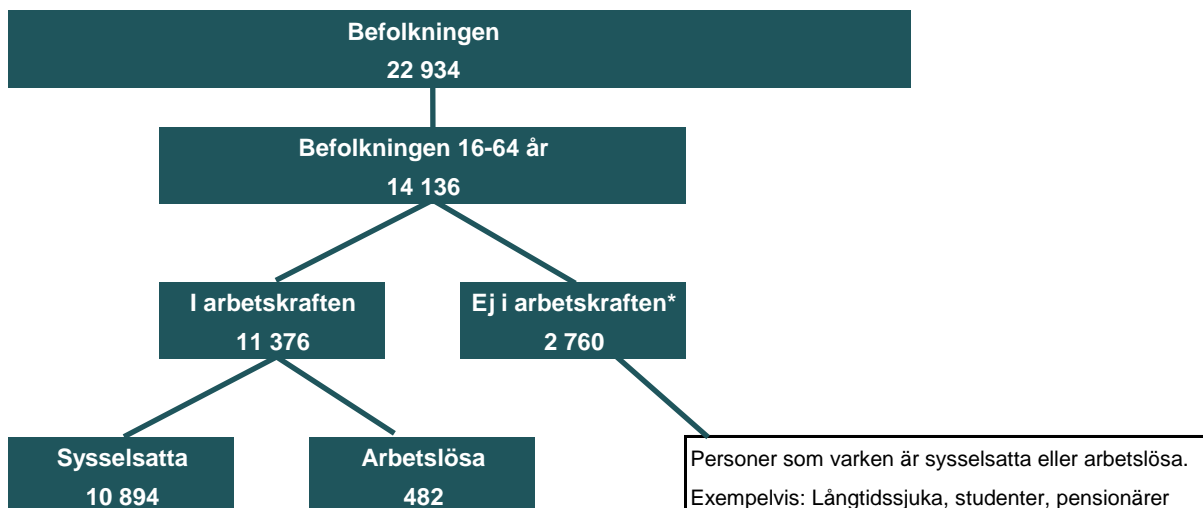 Befolkningen
22 934
Befolkningen 16-64 år
14 136
I arbetskraften
11 376
Ej i arbetskraften*
2 760
Sysselsatta
10 894
Arbetslösa
482
Personer som varken är sysselsatta eller arbetslösa.
Exempelvis: Långtidssjuka, studenter, pensionärer